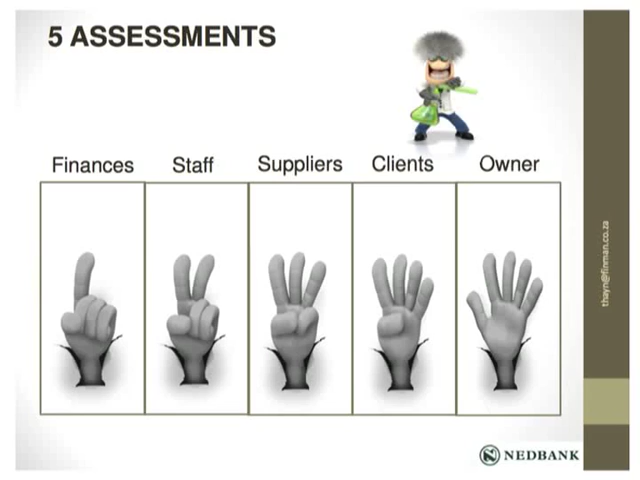 5 ASSESSMENTS
Finances Staff Suppliers Clients Owner
thayn@finman.co.za
NEDBANK